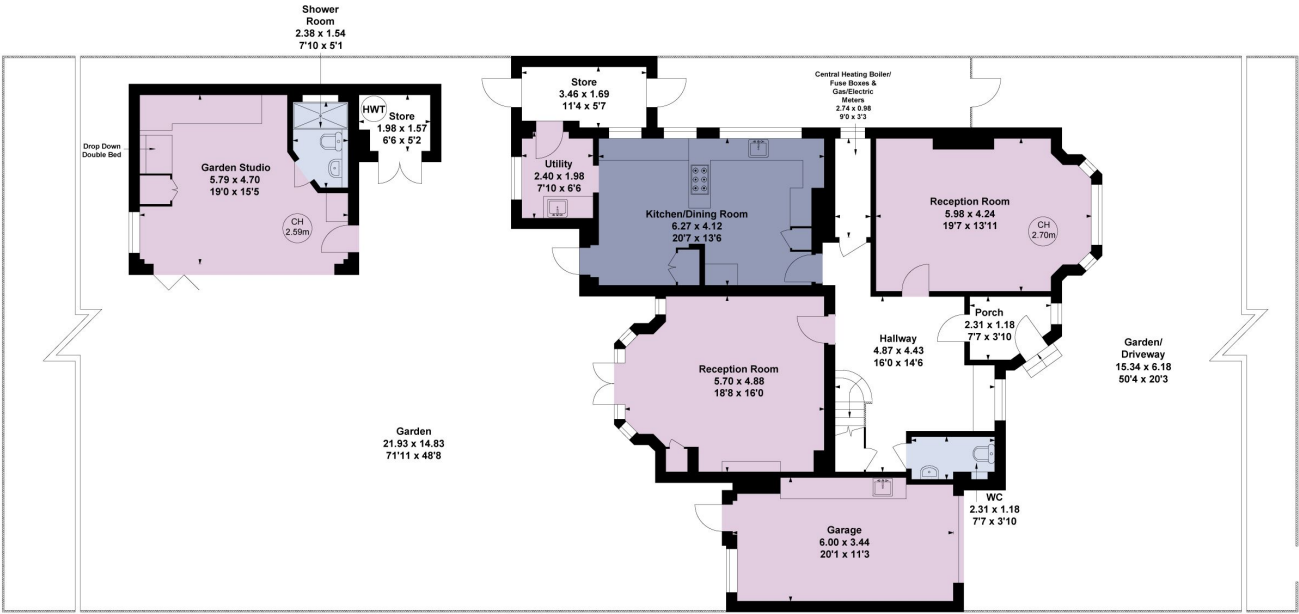 Shower
Room
2.38 x 1.54
7'10 x 5'1
Store
3.46 x 1.69
11'4 x 5'7
Central Heating Boiler/
Fuse Boxes &
Gas/Electric
Meters
2.74 x 0.98
9'0 x 3'3
HWT
Store
1.98 x 1.57
6'6 x 5'2
Drop Down
Double Bed
Garden Studio
5.79 x 4.70
19'0 x 15'5
CH
2.59m
Utility
2.40 x 1.98
7'10 x 6'6
Kitchen/Dining Room
6.27 x 4.12
20'7 x 13'6
Reception Room
5.98 x 4.24
19'7 x 13'11
CH
2.70m
Porch
2.31 x 1.18
7'7 x 3'10
Hallway
4.87 x 4.43
16'0 x 14'6
Garden/
Driveway
15.34 x 6.18
50'4 x 20'3
Reception Room
5.70 x 4.88
18'8 x 16'0
Garden
21.93 x 14.83
71'11 x 48'8
WC
2.31 x 1.18
7'7 x 3'10
Garage
6.00 x 3.44
20'1 x 11'3